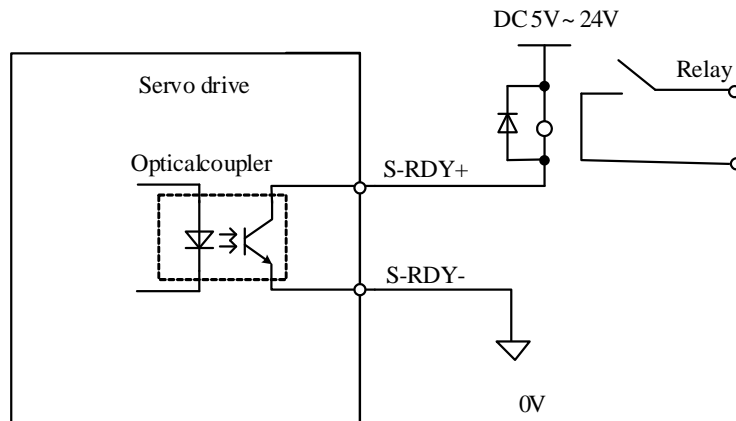 DC 5V ~ 24V
Relay
Servo drive
Opticalcoupler
S-RDY+
S-RDY-
0V